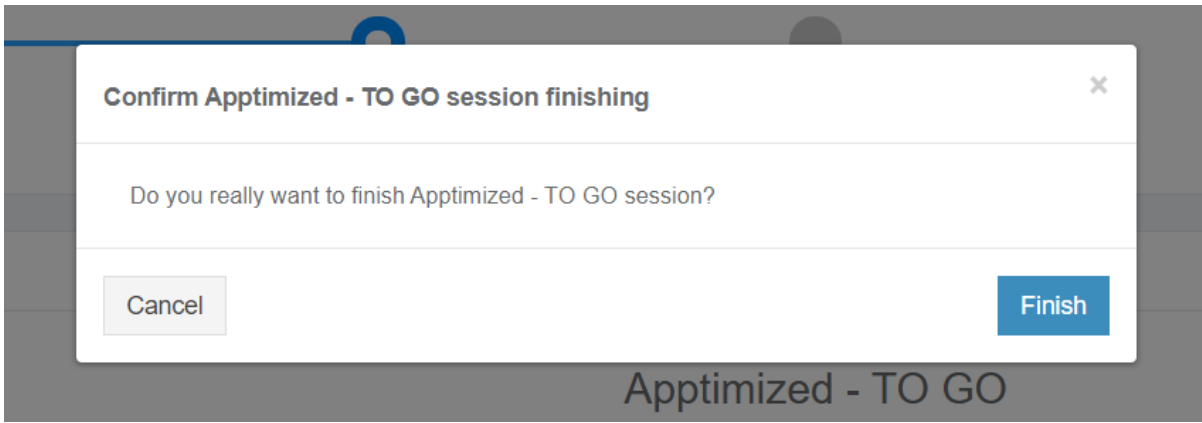 Confirm Apptimized - TO GO session finishing
×
Do you really want to finish Apptimized - TO GO session?
Cancel
Finish
Apptimized - TO GO